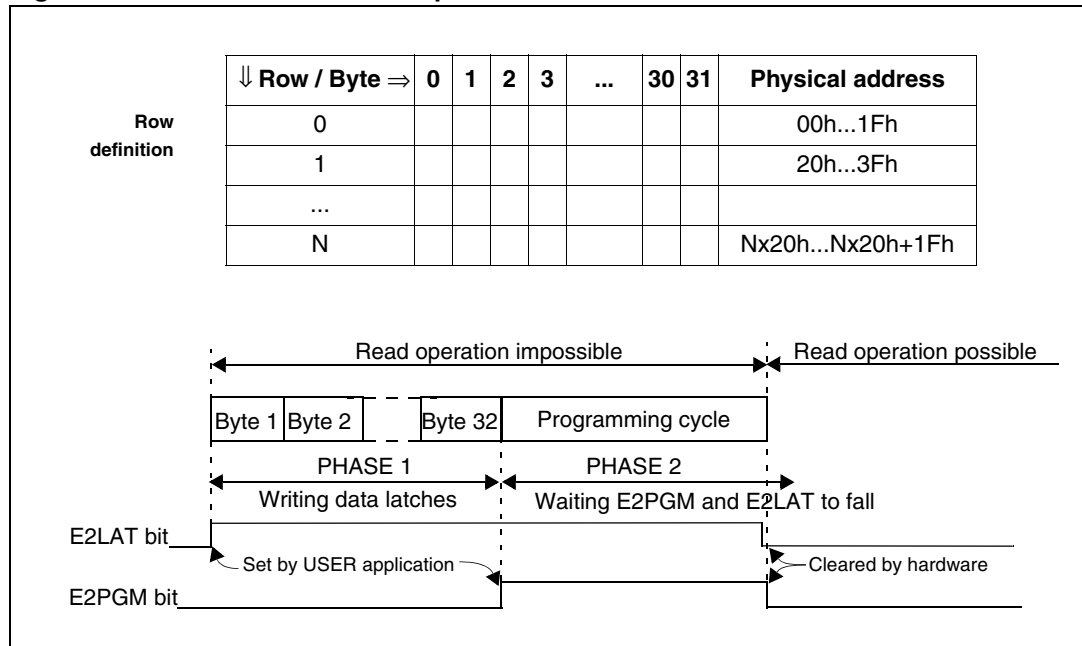 ⇓ Row / Byte ⇒ 0 1 2 3 ... 30 31 Physical address
Row definition
0 00h...1Fh
1 20h...3Fh
...
N Nx20h...Nx20h+1Fh
Read operation impossible Read operation possible
Byte 1 Byte 2 Byte 32 Programming cycle
PHASE 1 PHASE 2
Writing data latches Waiting E2PGM and E2LAT to fall
E2LAT bit
Set by USER application Cleared by hardware
E2PGM bit